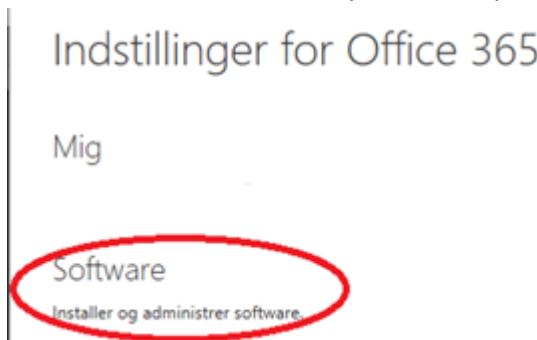 Indstillinger for Office 365
Mig
Software
Installer og administrer software.